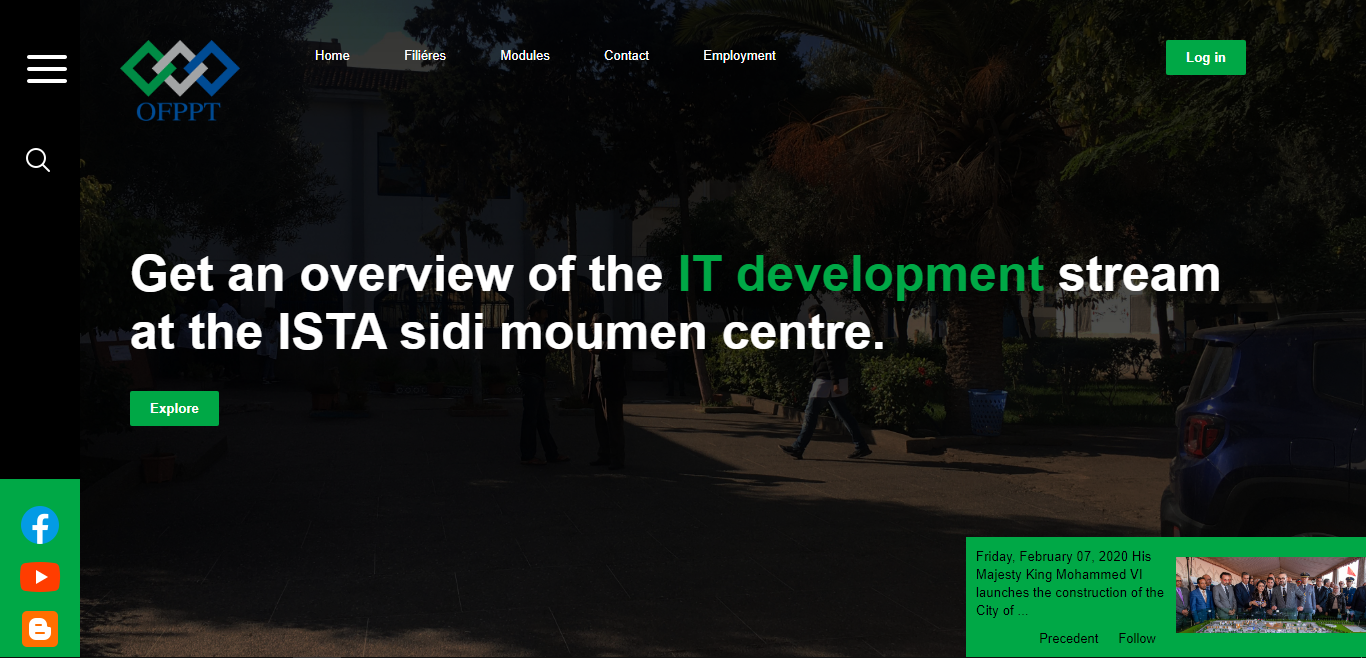 OFPPT
Home
Filiéres
Modules
Contact
Employment
Log in
Get an overview of the IT development stream
at the ISTA sidi moumen centre.
Explore
Friday, February 07, 2020 His
Majesty King Mohammed VI
launches the construction of the
City of ...
Precedent
Follow